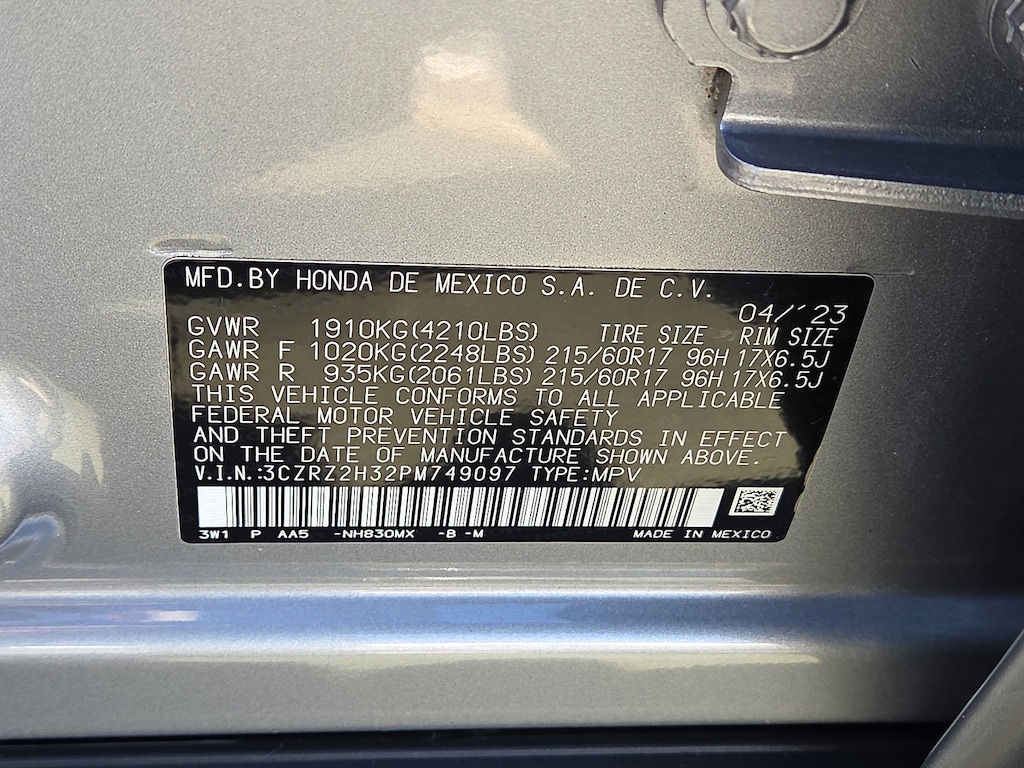 MFD.BY HONDA DE MEXICO S.A. DE C.V.
04/'23
GVWR 1910KG(4210LBS) TIRE SIZE RIM SIZE
GAWR F 1020KG(2248LBS) 215/60R17 96H 17X6.5J
GAWR R 935KG(2061LBS) 215/60R17 96H 17X6.5J
THIS VEHICLE CONFORMS TO ALL APPLICABLE
FEDERAL MOTOR VEHICLE SAFETY
AND THEFT PREVENTION STANDARDS IN EFFECT
ON THE DATE OF MANUFACTURE SHOWN ABOVE.
V.I.N.:3CZRZ2H32PM749097 TYPE:MPV
3W1 P AA5 -NH830MX -B -M MADE IN MEXICO